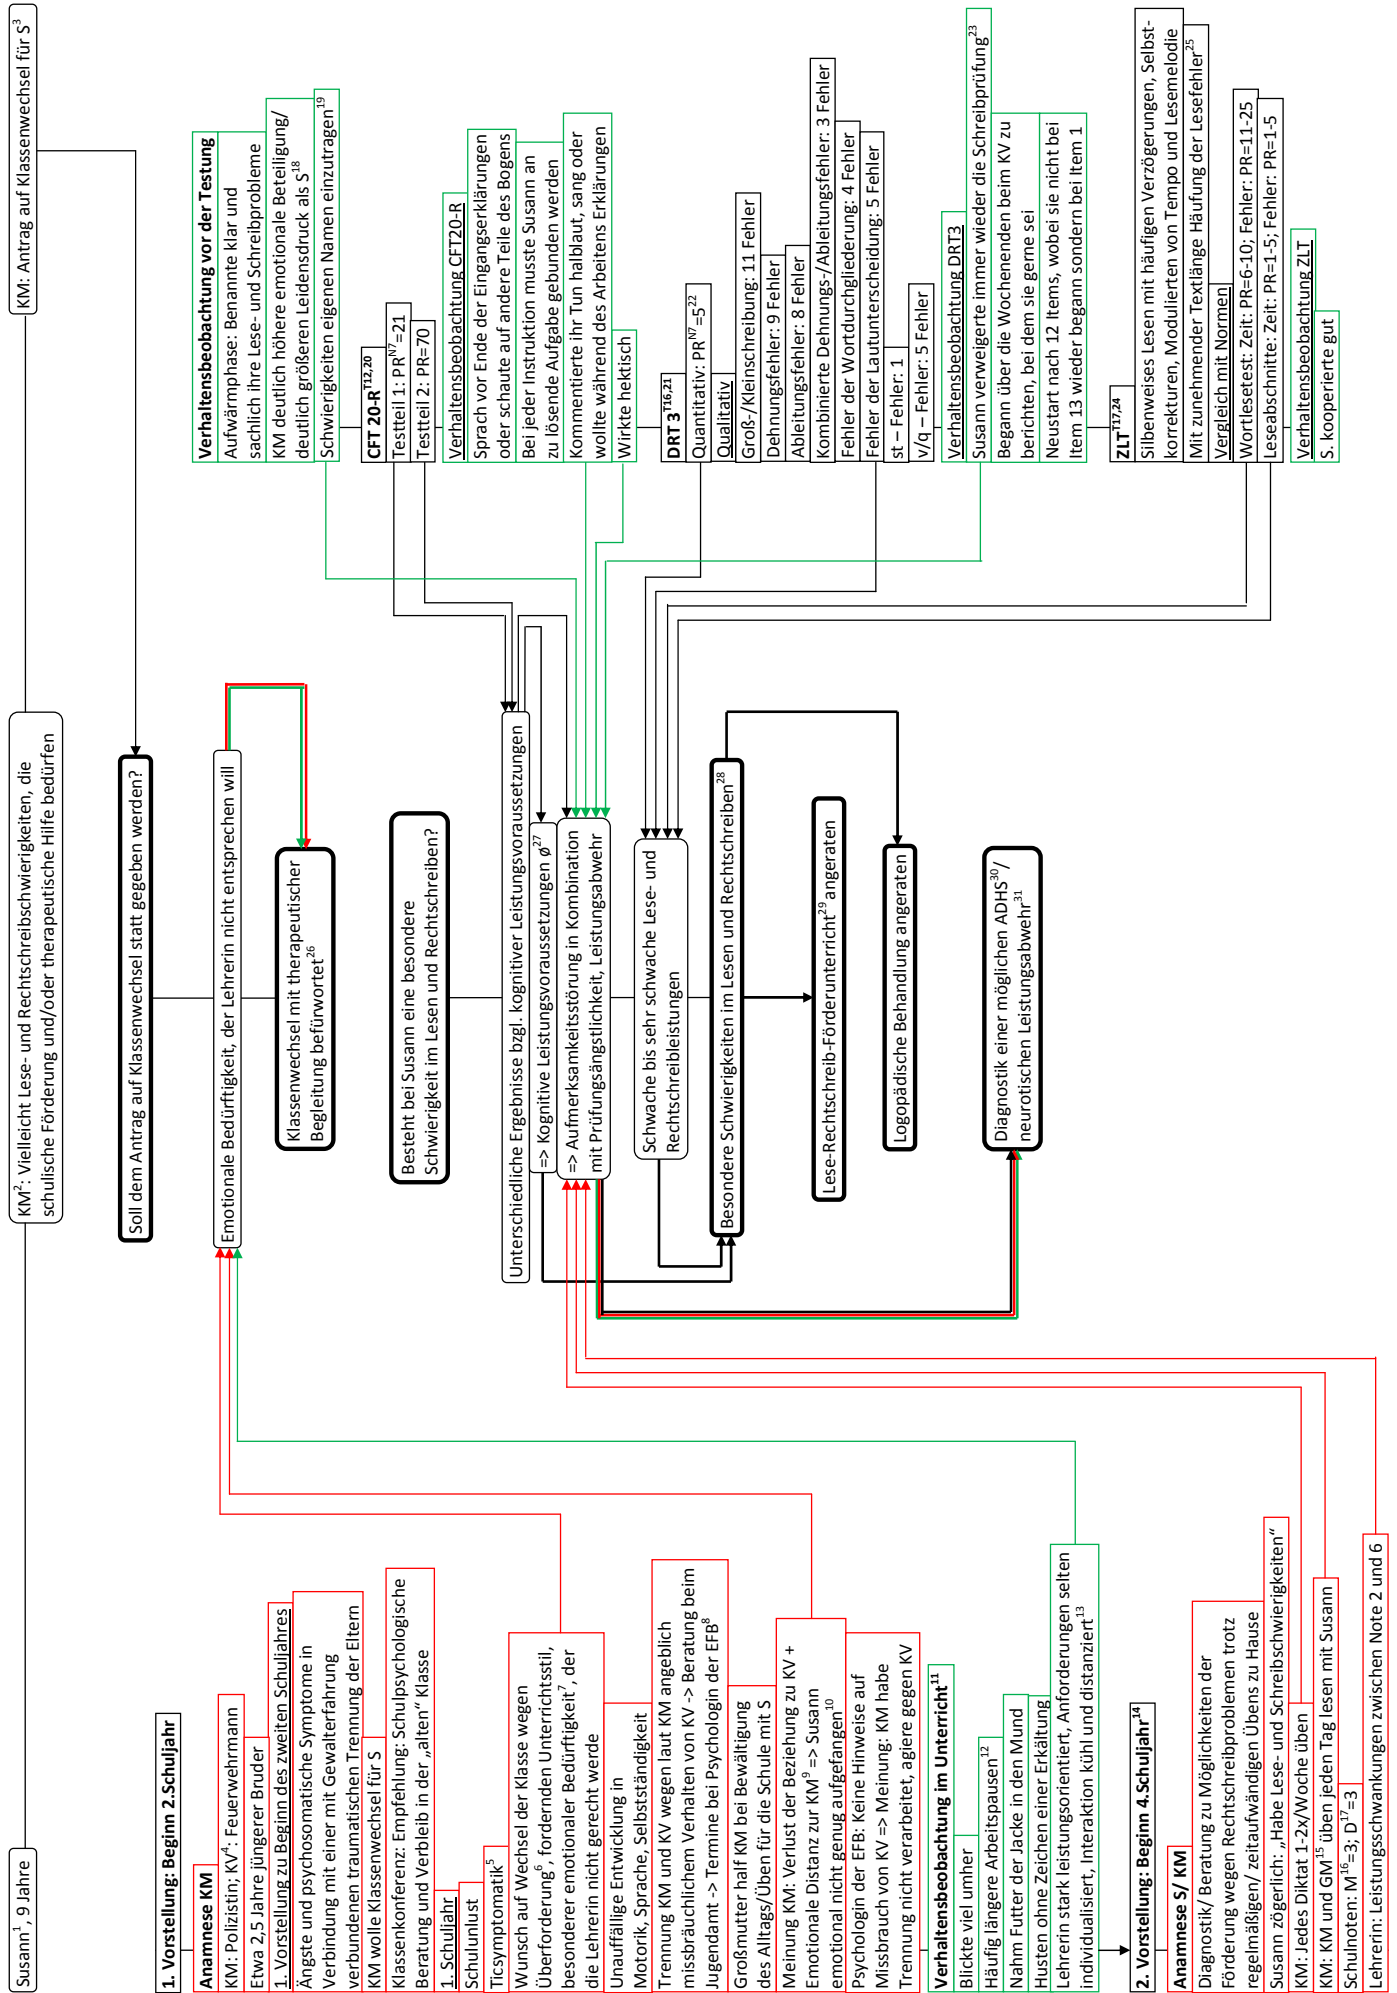 Susann¹, 9 Jahre
KM²: Vielleicht Lese- und Rechtschreibschwierigkeiten, die
schulische Förderung und/oder therapeutische Hilfe bedürfen
KM: Antrag auf Klassenwechsel für S³
1. Vorstellung: Beginn 2.Schuljahr
Anamnese KM
KM: Polizistin; KV⁴: Feuerwehrmann
Etwa 2,5 Jahre jüngerer Bruder
1. Vorstellung zu Beginn des zweiten Schuljahres
Ängste und psychosomatische Symptome in
Verbindung mit einer mit Gewalterfahrung
verbundenen traumatischen Trennung der Eltern
KM wolle Klassenwechsel für S
Klassenkonferenz: Empfehlung: Schulpsychologische
Beratung und Verbleib in der „alten“ Klasse
1. Schuljahr
Schulunlust
Ticsymptomatik⁵
Wunsch auf Wechsel der Klasse wegen
Überforderung⁶, fordernden Unterrichtsstil,
besonderer emotionaler Bedürftigkeit⁷, der
die Lehrerin nicht gerecht werde
Unauffällige Entwicklung in
Motorik, Sprache, Selbstständigkeit
Trennung KM und KV wegen laut KM angeblich
missbräuchlichem Verhalten von KV -> Beratung beim
Jugendamt -> Termine bei Psychologin der EFB⁸
Großmutter half KM bei Bewältigung
des Alltags/Üben für die Schule mit S
Meinung KM: Verlust der Beziehung zu KV +
Emotionale Distanz zur KM⁹ => Susann
emotional nicht genug aufgefangen¹⁰
Psychologin der EFB: Keine Hinweise auf
Missbrauch von KV => Meinung: KM habe
Trennung nicht verarbeitet, agiere gegen KV
Verhaltensbeobachtung im Unterricht¹¹
Blickte viel umher
Häufig längere Arbeitspausen¹²
Nahm Futter der Jacke in den Mund
Husten ohne Zeichen einer Erkältung
Lehrerin stark leistungsorientiert, Anforderungen selten
individualisiert, Interaktion kühl und distanziert¹³
2. Vorstellung: Beginn 4.Schuljahr¹⁴
Anamnese S/ KM
Diagnostik/ Beratung zu Möglichkeiten der
Förderung wegen Rechtschreibproblemen trotz
regelmäßigen/ zeitaufwändigen Übens zu Hause
Susann zögerlich: „Habe Lese- und Schreibschwierigkeiten“
KM: Jedes Diktat 1-2x/Woche üben
KM: KM und GM¹⁵ üben jeden Tag lesen mit Susann
Schulnoten: M¹⁶=3; D¹⁷=3
Lehrerin: Leistungsschwankungen zwischen Note 2 und 6
Soll dem Antrag auf Klassenwechsel statt gegeben werden?
Emotionale Bedürftigkeit, der Lehrerin nicht entsprechen will
Klassenwechsel mit therapeutischer
Begleitung befürwortet²⁶
Besteht bei Susann eine besondere
Schwierigkeit im Lesen und Rechtschreiben?
Unterschiedliche Ergebnisse bzgl. kognitiver Leistungsvoraussetzungen
=> Kognitive Leistungsvoraussetzungen ø²⁷
=> Aufmerksamkeitsstörung in Kombination
mit Prüfungsängstlichkeit, Leistungsabwehr
Schwache bis sehr schwache Lese- und
Rechtschreibleistungen
Besondere Schwierigkeiten im Lesen und Rechtschreiben²⁸
Lese-Rechtschreib-Förderunterricht²⁹ angeraten
Logopädische Behandlung angeraten
Diagnostik einer möglichen ADHS³⁰/
neurotischen Leistungsabwehr³¹
Verhaltensbeobachtung vor der Testung
Aufwärmphase: Benannte klar und
sachlich ihre Lese- und Schreibprobleme
KM deutlich höhere emotionale Beteiligung/
deutlich größeren Leidensdruck als S¹⁸
Schwierigkeiten eigenen Namen einzutragen¹⁹
CFT 20-R^T12,20
Testteil 1: PR^N7=21
Testteil 2: PR=70
Verhaltensbeobachtung CFT20-R
Sprach vor Ende der Eingangserklärungen
oder schaute auf andere Teile des Bogens
Bei jeder Instruktion musste Susann an
zu lösende Aufgabe gebunden werden
Kommentierte ihr Tun halblaut, sang oder
wollte während des Arbeitens Erklärungen
Wirkte hektisch
DRT 3^T16,21
Quantitativ: PR^N7=5²²
Qualitativ
Groß-/Kleinschreibung: 11 Fehler
Dehnungsfehler: 9 Fehler
Ableitungsfehler: 8 Fehler
Kombinierte Dehnungs-/Ableitungsfehler: 3 Fehler
Fehler der Wortdurchgliederung: 4 Fehler
Fehler der Lautunterscheidung: 5 Fehler
st – Fehler: 1
v/q – Fehler: 5 Fehler
Verhaltensbeobachtung DRT3
Susann verweigerte immer wieder die Schreibprüfung²³
Begann über die Wochenenden beim KV zu
berichten, bei dem sie gerne sei
Neustart nach 12 Items, wobei sie nicht bei
Item 13 wieder begann sondern bei Item 1
ZLT^T17,24
Silbenweises Lesen mit häufigen Verzögerungen, Selbst-
korrekturen, Modulierten von Tempo und Lesemelodie
Mit zunehmender Textlänge Häufung der Lesefehler²⁵
Vergleich mit Normen
Wortlesetest: Zeit: PR=6-10; Fehler: PR=11-25
Leseabschnitte: Zeit: PR=1-5; Fehler: PR=1-5
Verhaltensbeobachtung ZLT
S. kooperierte gut